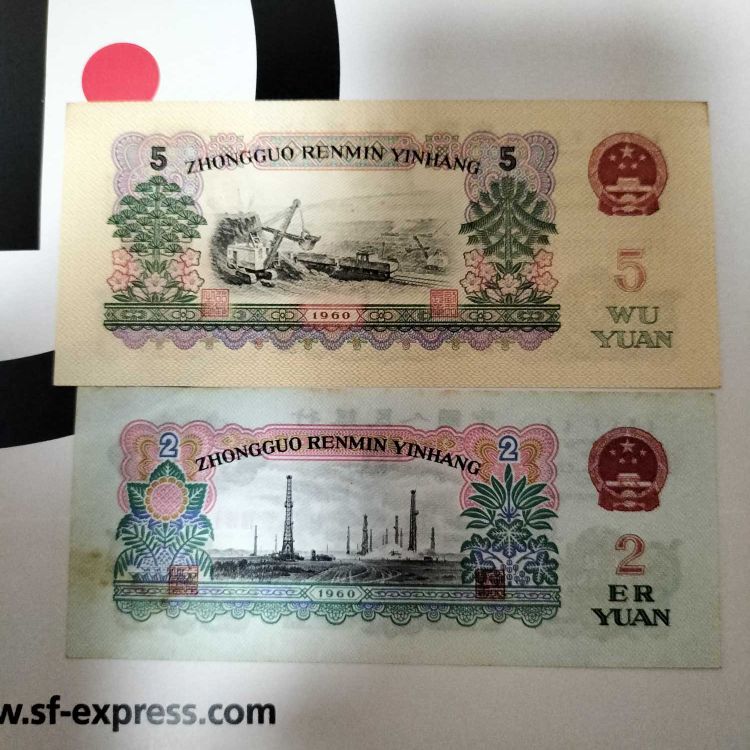 5 ZHONGGUO RENMIN YINHANG 5
5
WU
YUAN
1960
2 ZHONGGUO RENMIN YINHANG 2
2
ER
YUAN
1960
w.sf-express.com